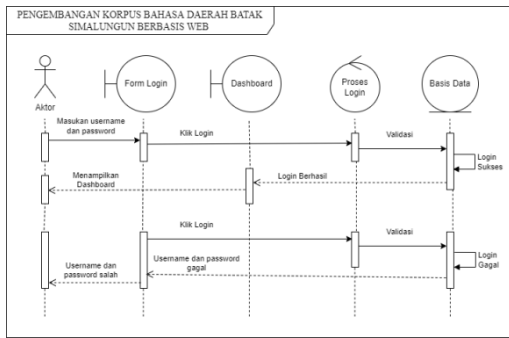 PENGEMBANGAN KORPUS BAHASA DAERAH BATAK
SIMALUNGUN BERBASIS WEB
Aktor
Form Login
Dashboard
Proses
Login
Basis Data
Masukan username
dan password
Klik Login
Validasi
Login
Sukses
Login Berhasil
Menampilkan
Dashboard
Klik Login
Validasi
Login
Gagal
Username dan password
gagal
Username dan
password salah